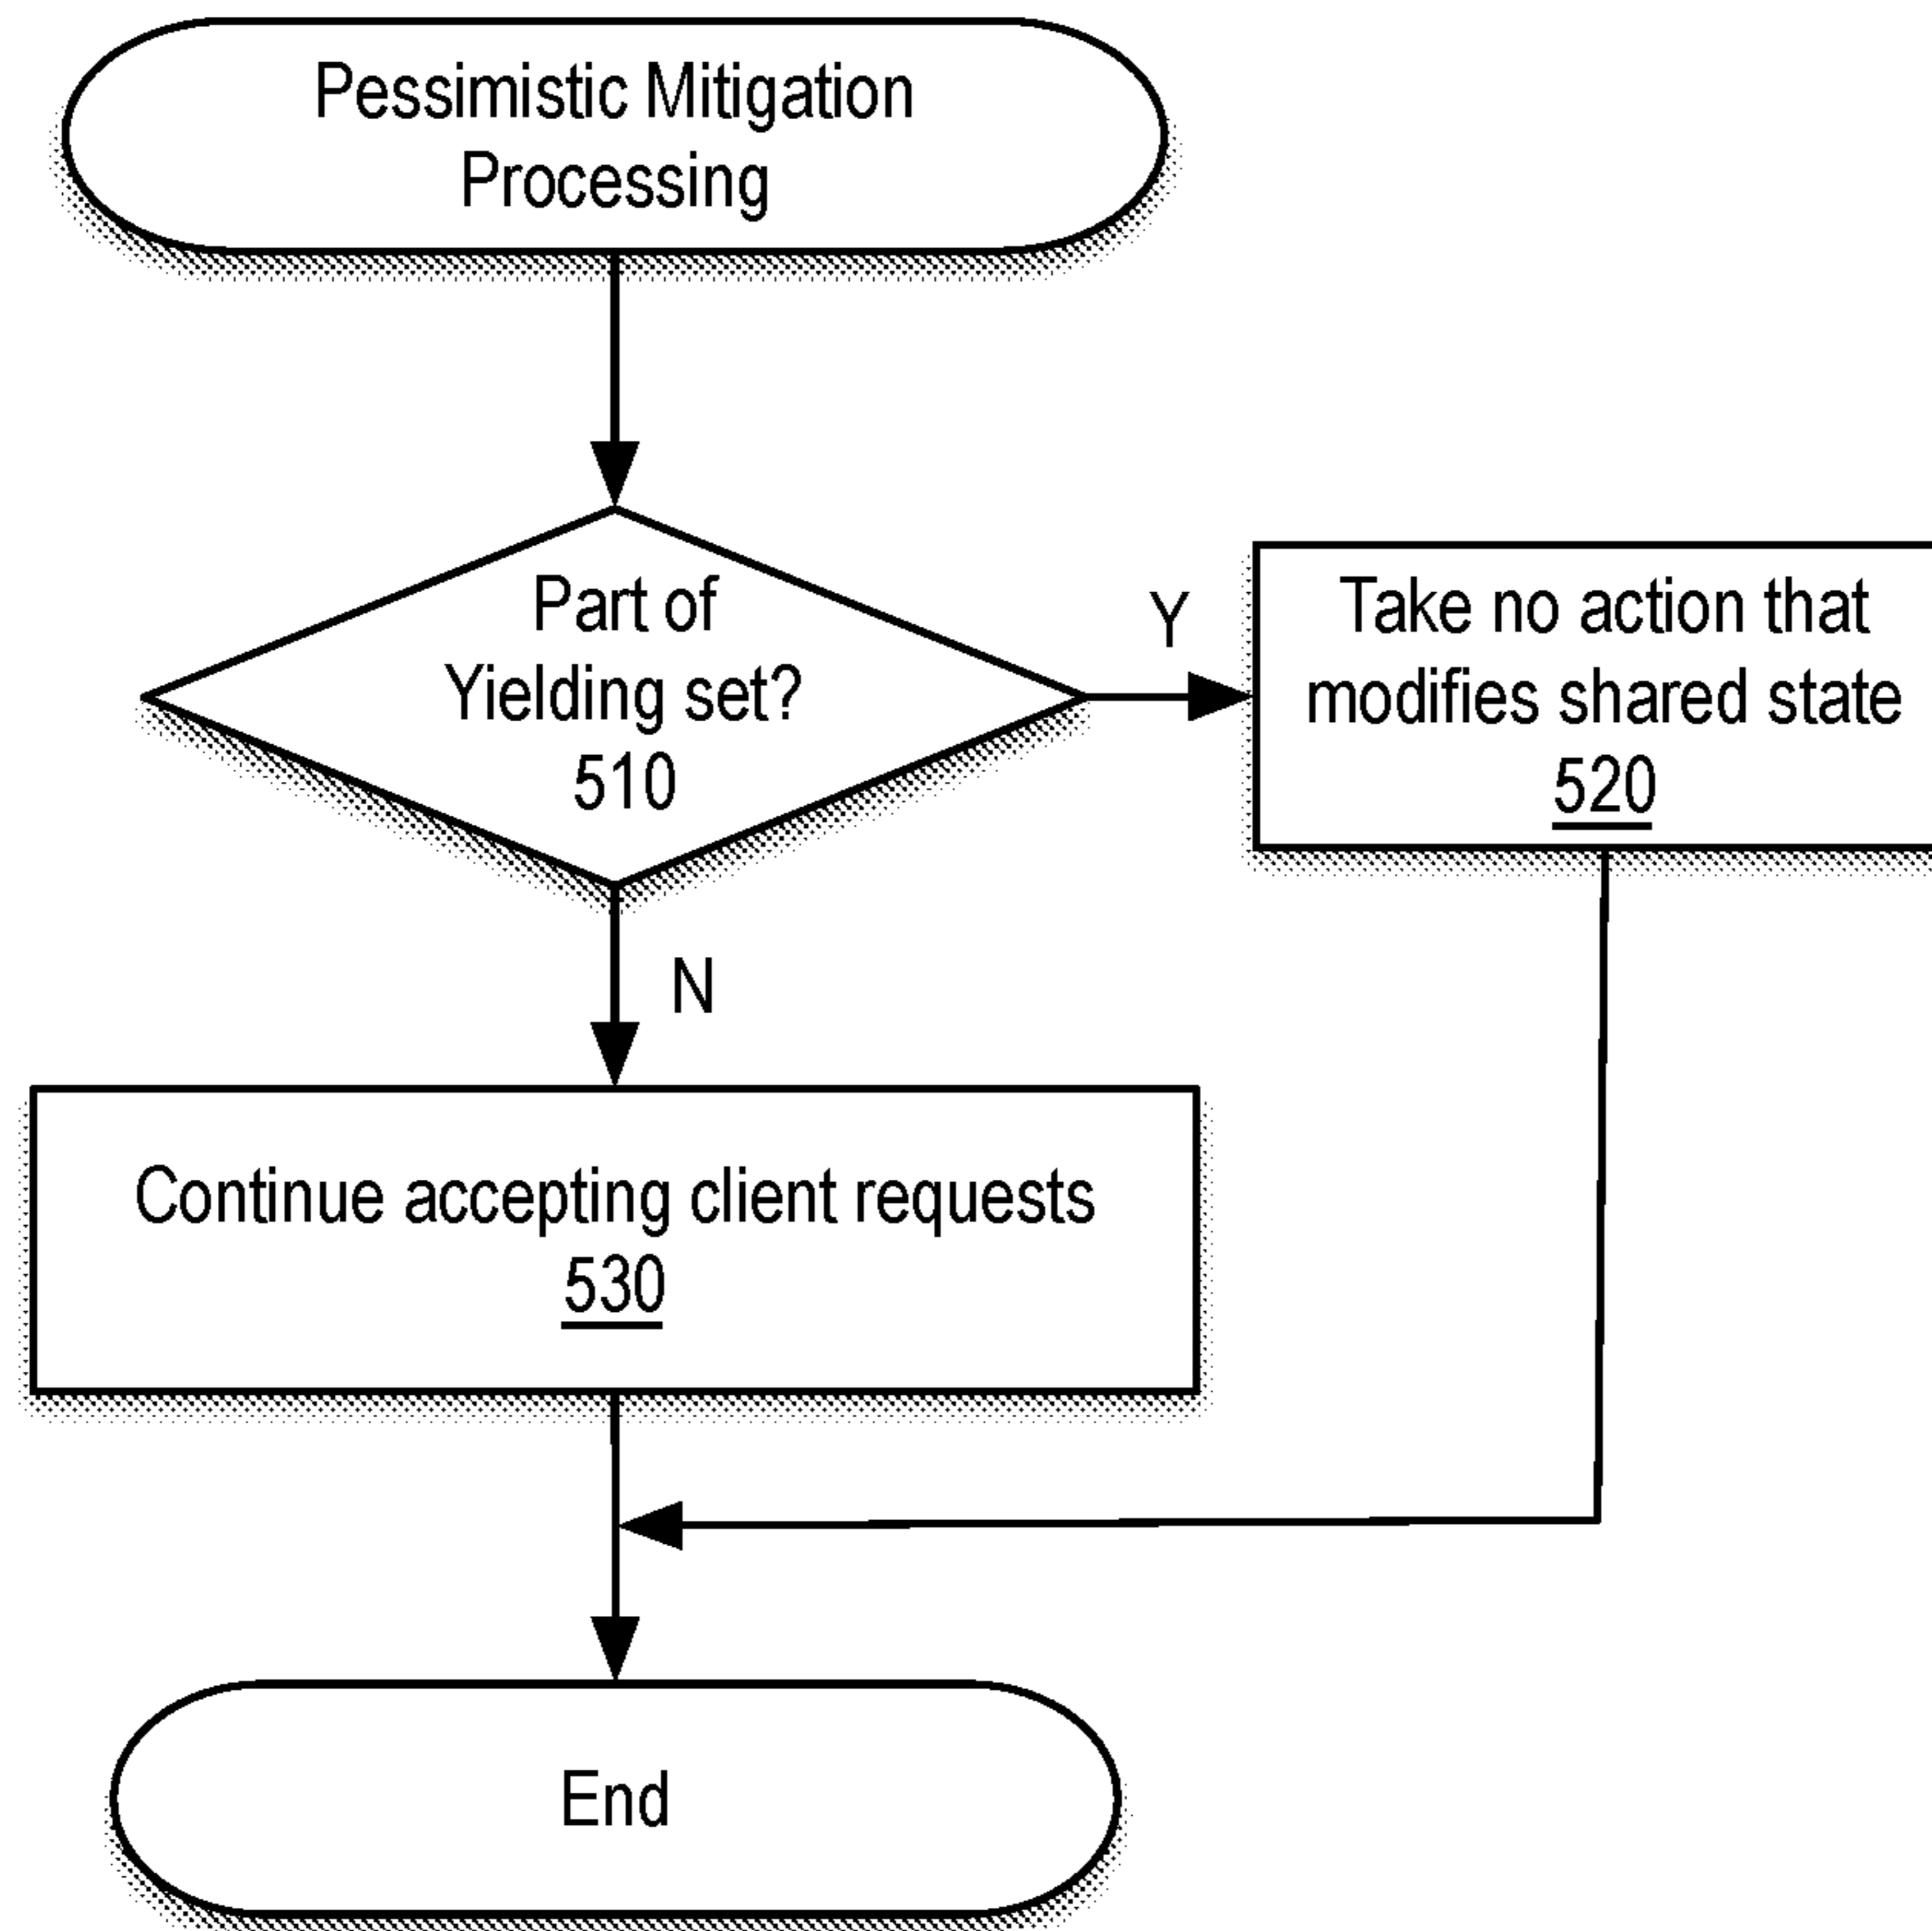 Pessimistic Mitigation
Processing
Part of
Yielding set?
510
Y
Take no action that
modifies shared state
520
N
Continue accepting client requests
530
End